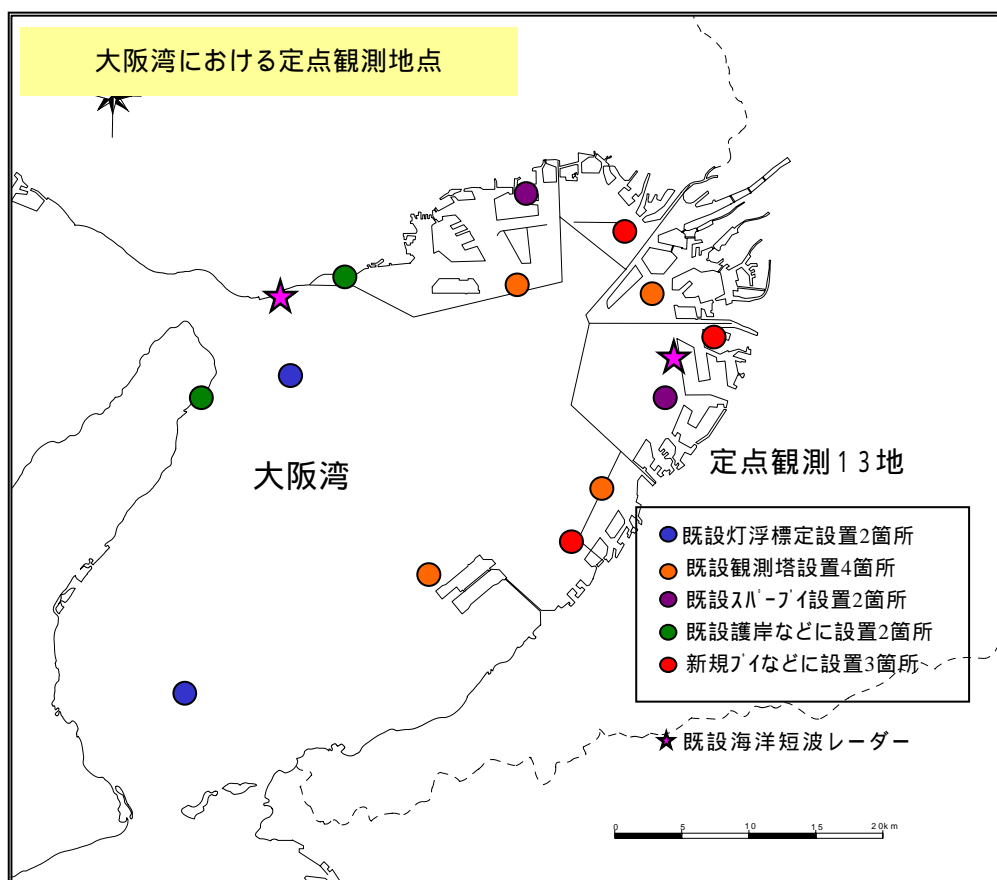 大阪湾における定点観測地点
大阪湾
定点観測13地
既設灯浮標定設置2箇所
既設観測塔設置4箇所
既設ｽﾊﾟｰブイ設置2箇所
既設護岸などに設置2箇所
新規ブイなどに設置3箇所
既設海洋短波レーダー
0 5 10 15 20km